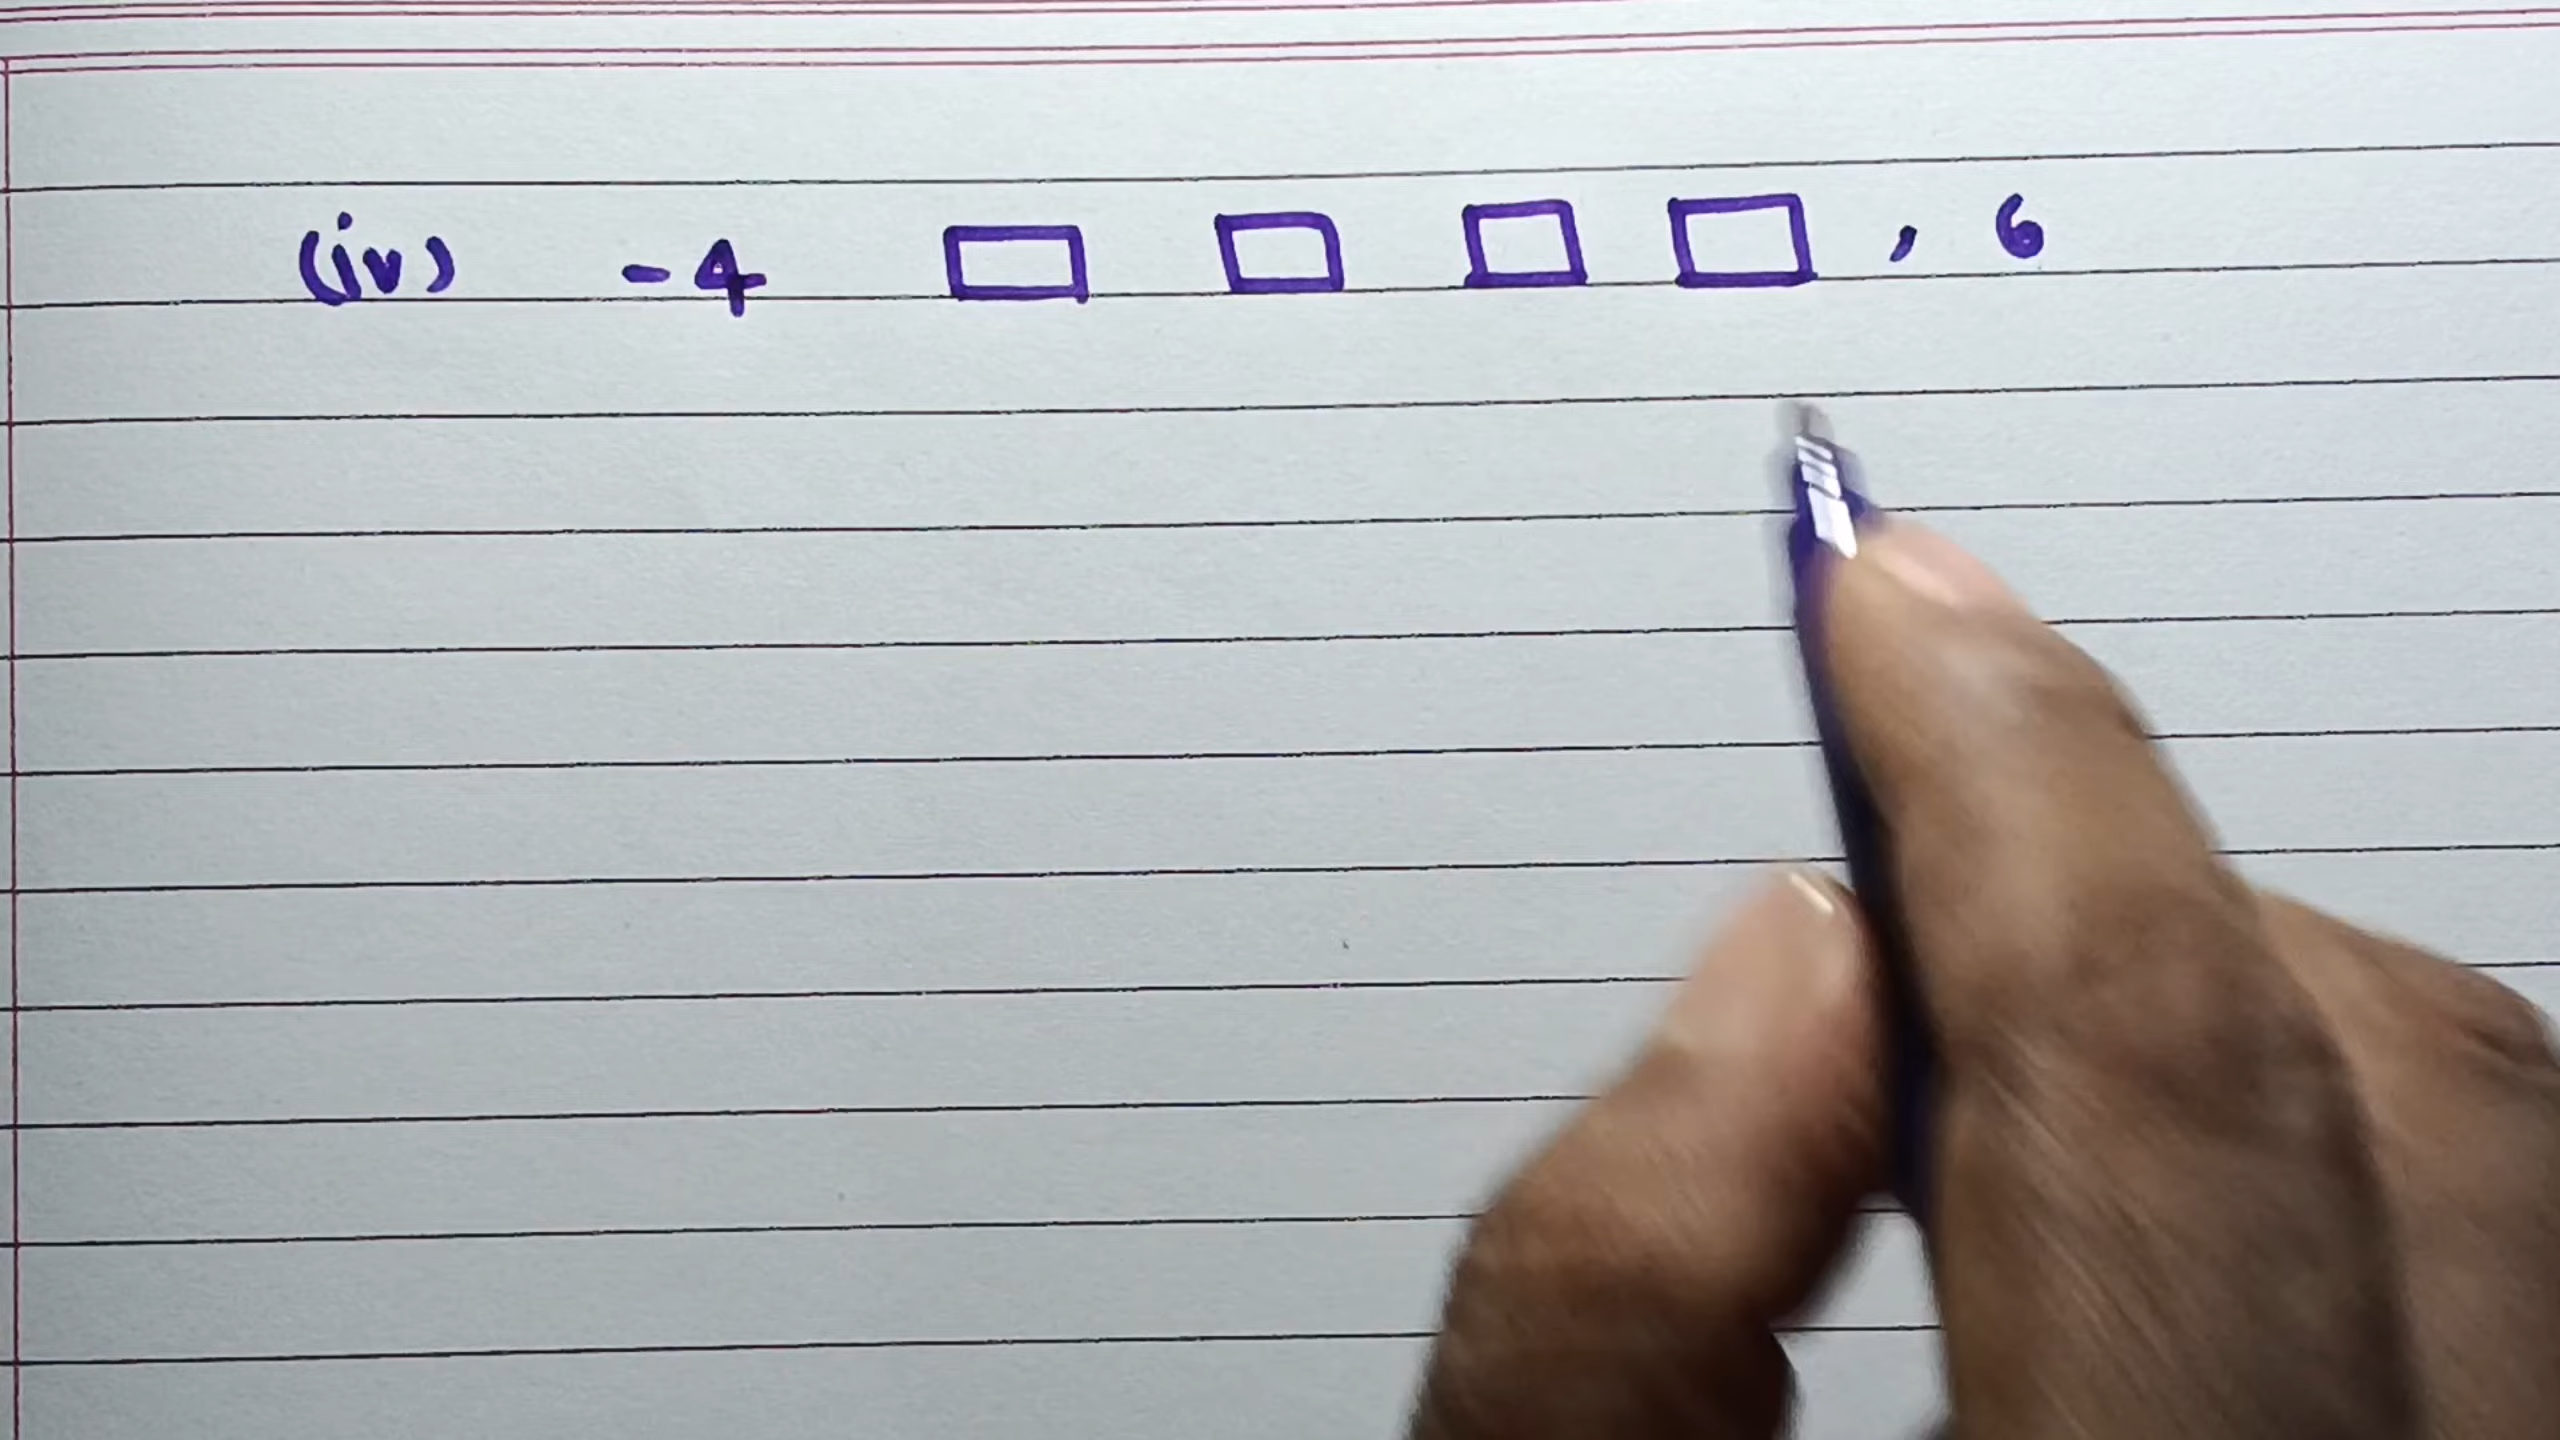 (iv) -4 □ □ □ □ , 6